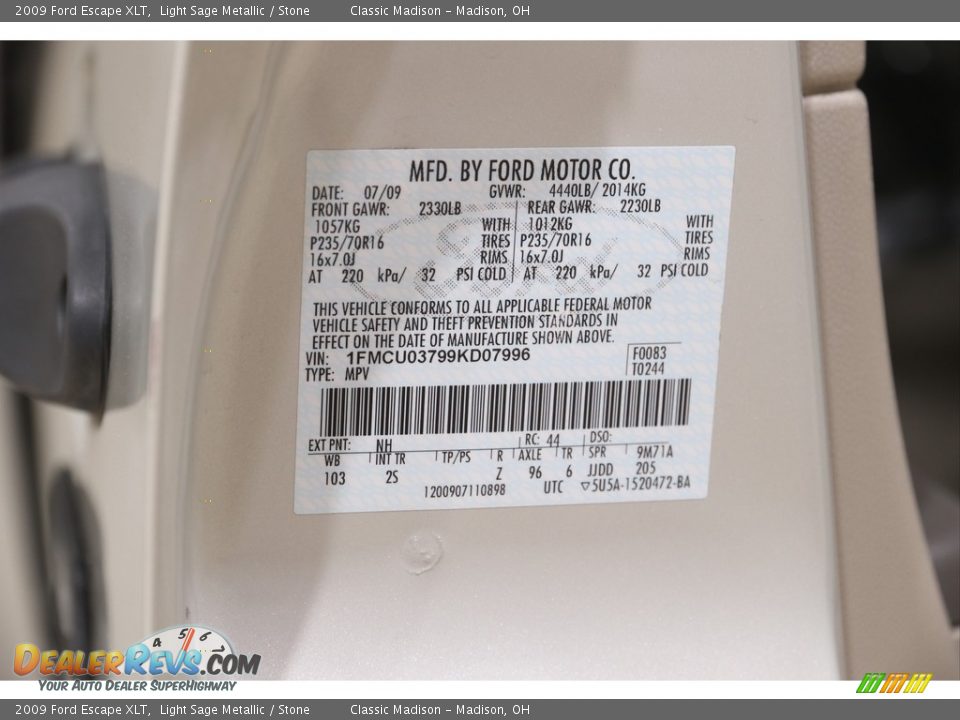 2009 Ford Escape XLT, Light Sage Metallic / Stone Classic Madison - Madison, OH
MFD. BY FORD MOTOR CO.
DATE: 07/09 GVWR: 4440LB/ 2014KG
FRONT GAWR: 2330LB REAR GAWR: 2230LB
1057KG WITH 1012KG WITH
P235/70R16 TIRES P235/70R16 TIRES
16x7.0J RIMS 16x7.0J RIMS
AT 220 kPa/ 32 PSI COLD AT 220 kPa/ 32 PSI COLD
THIS VEHICLE CONFORMS TO ALL APPLICABLE FEDERAL MOTOR
VEHICLE SAFETY AND THEFT PREVENTION STANDARDS IN
EFFECT ON THE DATE OF MANUFACTURE SHOWN ABOVE.
VIN: 1FMCU03799KD07996 F0083
TYPE: MPV T0244
EXT PNT: NH RC: 44 DSO:
WB INT TR TP/PS R AXLE TR SPR 9M71A
103 2S Z 96 6 JJDD 205
1200907110898 UTC ▽5U5A-1520472-BA
4 5 6 7
DEALERREVS.COM
YOUR AUTO DEALER SUPERHIGHWAY
2009 Ford Escape XLT, Light Sage Metallic / Stone Classic Madison - Madison, OH